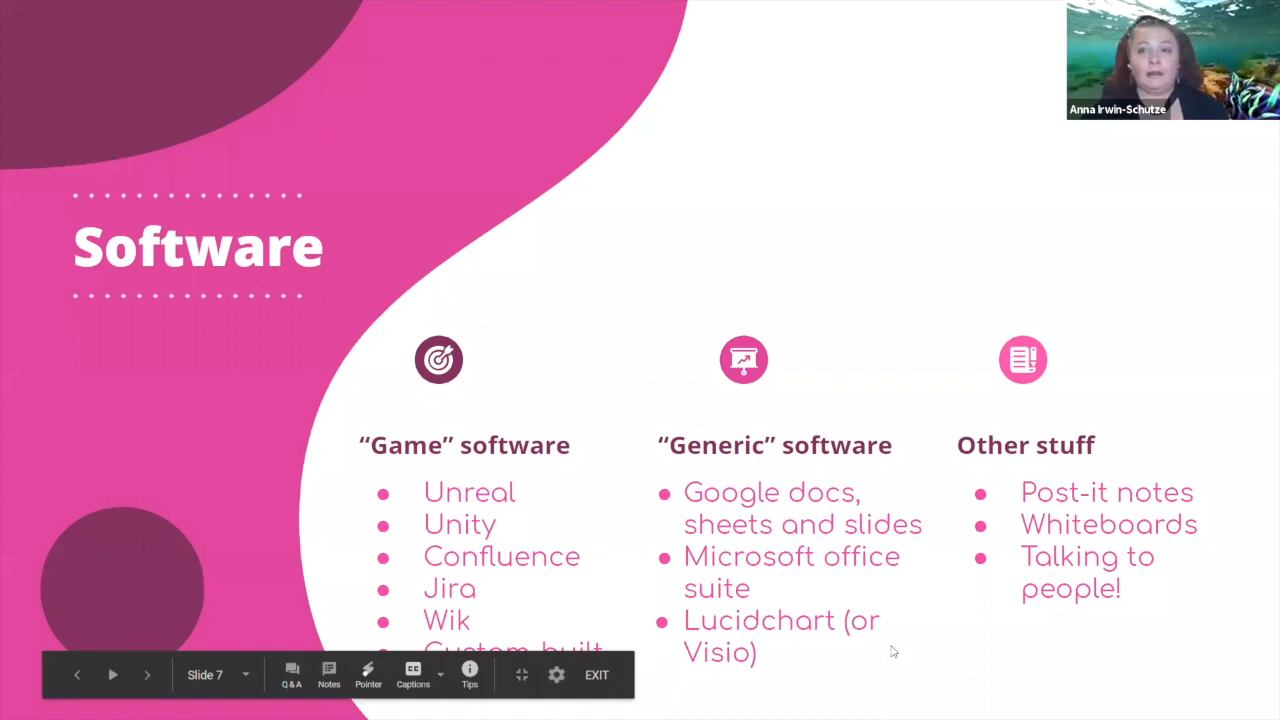 Anna Irwin-Schutze
Software
“Game” software
Unreal
Unity
Confluence
Jira
Wik
Custom built
“Generic” software
Google docs,
sheets and slides
Microsoft office
suite
Lucidchart (or
Visio)
Other stuff
Post-it notes
Whiteboards
Talking to
people!
Slide 7
Q & A
Notes
Pointer
Captions
Tips
EXIT